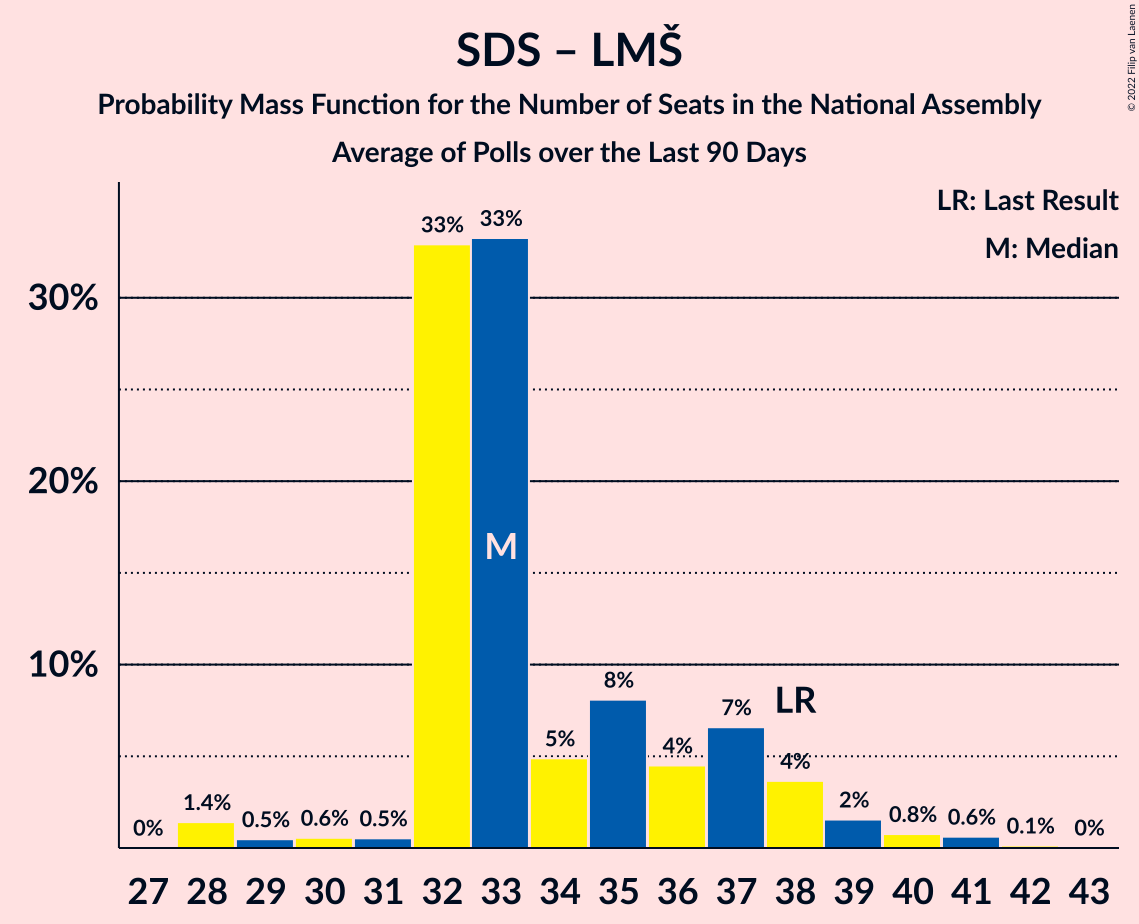 SDS – LMŠ
Probability Mass Function for the Number of Seats in the National Assembly
Average of Polls over the Last 90 Days
© 2022 Filip van Laenen
LR: Last Result
M: Median
30%
20%
10%
0%
1.4%
0.5%
0.6%
0.5%
33%
33%
5%
8%
4%
7%
4%
2%
0.8%
0.6%
0.1%
0%
M
LR
27 28 29 30 31 32 33 34 35 36 37 38 39 40 41 42 43